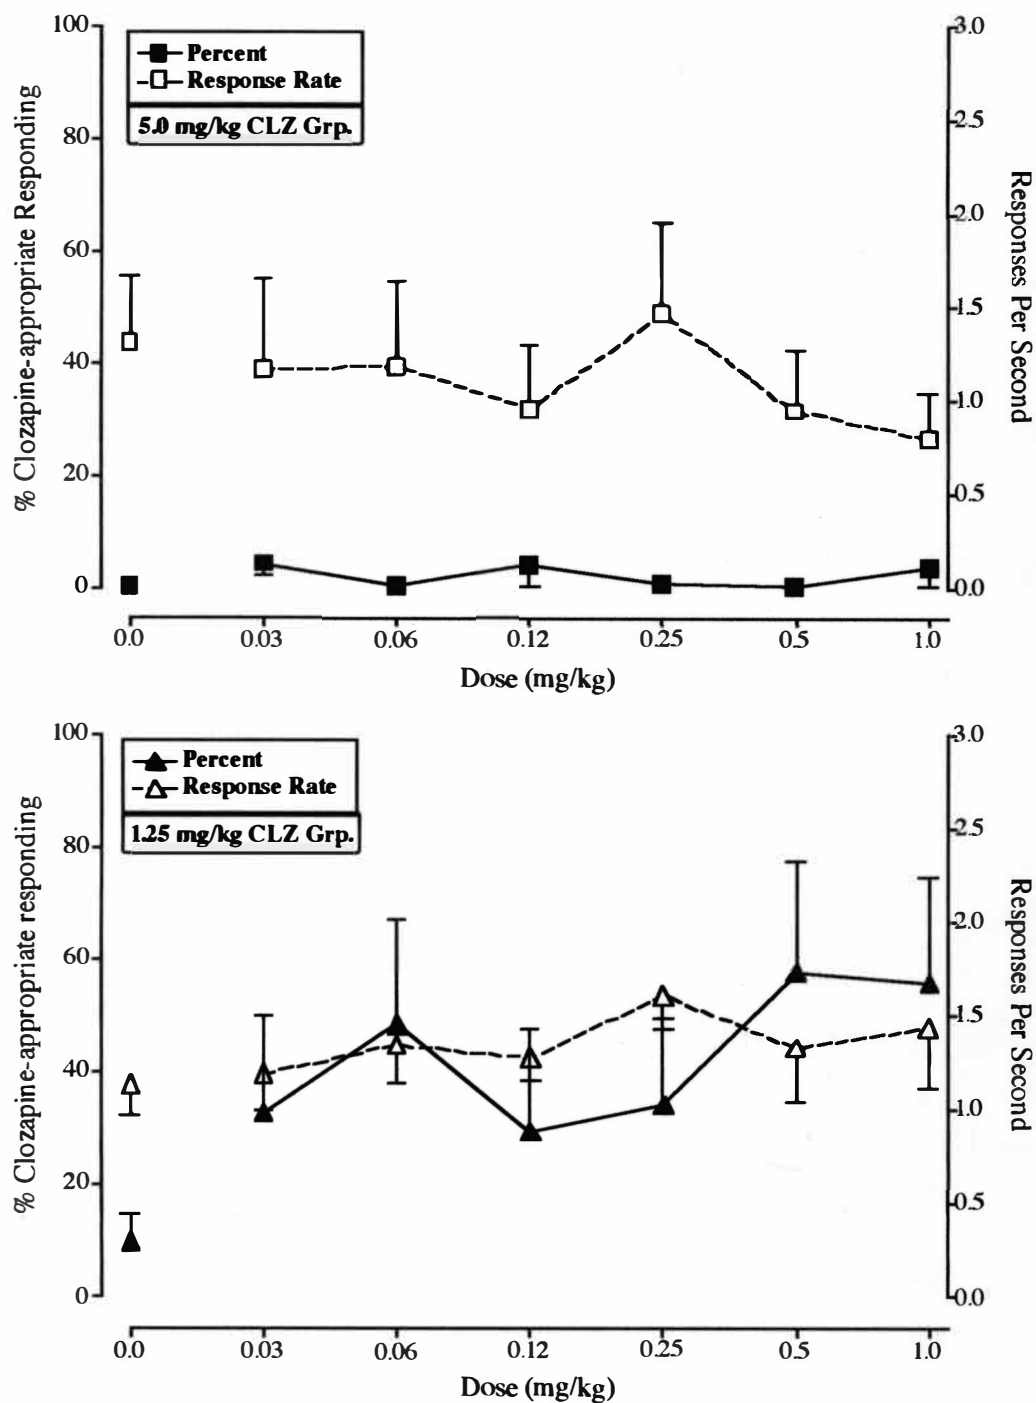 100
80
60
40
20
0
% Clozapine-appropriate Responding
Percent
Response Rate
5.0 mg/kg CLZ Grp.
3.0
2.5
2.0
1.5
1.0
0.5
0.0
Responses Per Second
0.0 0.03 0.06 0.12 0.25 0.5 1.0
Dose (mg/kg)
100
80
60
40
20
0
% Clozapine-appropriate responding
Percent
Response Rate
1.25 mg/kg CLZ Grp.
3.0
2.5
2.0
1.5
1.0
0.5
0.0
Responses Per Second
0.0 0.03 0.06 0.12 0.25 0.5 1.0
Dose (mg/kg)